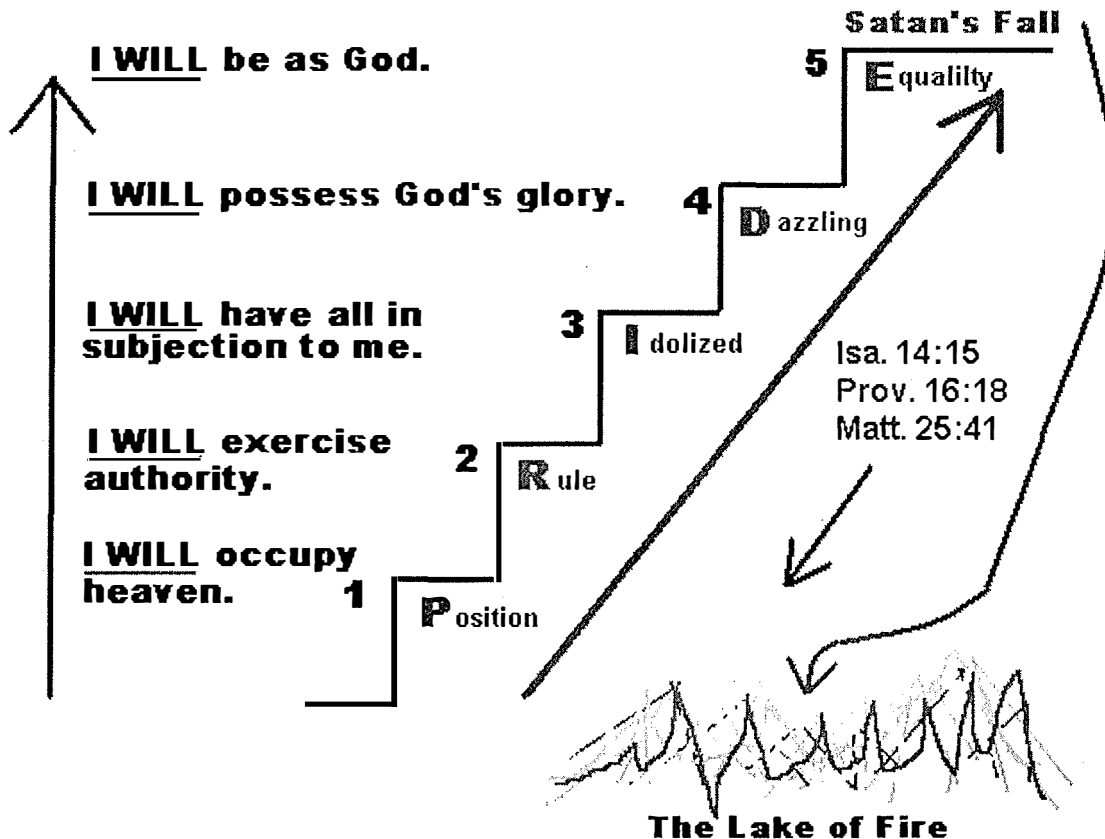 Satan's Fall
I WILL be as God.
5
Equalilty
I WILL possess God's glory.
4
Dazzling
I WILL have all in
subjection to me.
3
Idolized
Isa. 14:15
Prov. 16:18
Matt. 25:41
I WILL exercise
authority.
2
Rule
I WILL occupy
heaven.
1
Position
The Lake of Fire